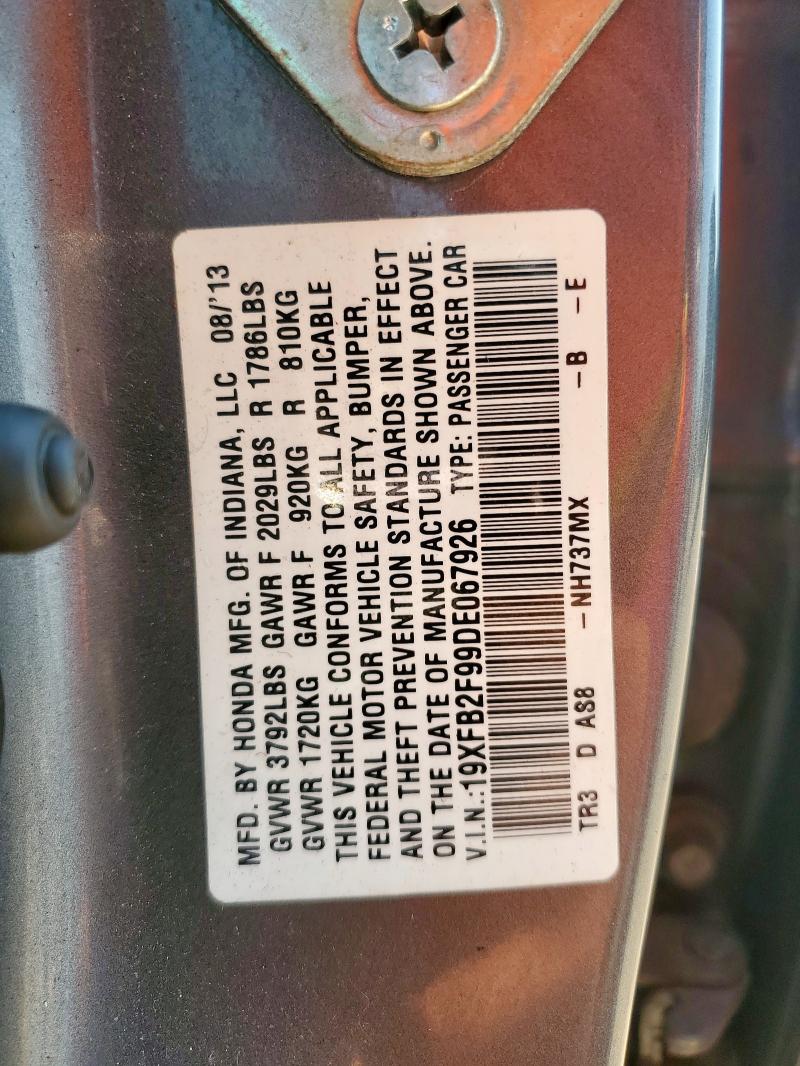 MFD. BY HONDA MFG. OF INDIANA, LLC 08/'13
GVWR 3792LBS GAWR F 2029LBS R 1786LBS
GVWR 1720KG GAWR F 920KG R 810KG
THIS VEHICLE CONFORMS TO ALL APPLICABLE
FEDERAL MOTOR VEHICLE SAFETY, BUMPER,
AND THEFT PREVENTION STANDARDS IN EFFECT
ON THE DATE OF MANUFACTURE SHOWN ABOVE.
V.I.N.:19XFB2F99DE067926 TYPE: PASSENGER CAR
TR3 D AS8 –NH737MX –B –E